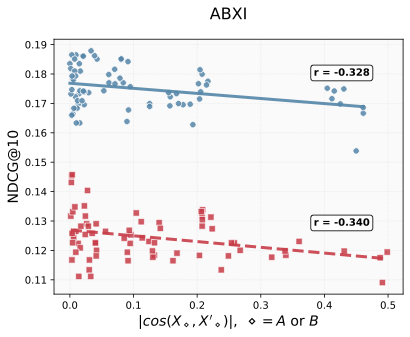 ABXI
0.19
0.18
0.17
0.16
0.15
0.14
0.13
0.12
0.11
NDCG@10
r = -0.328
r = -0.340
0.0 0.1 0.2 0.3 0.4 0.5
|cos(X⋄, X′⋄)|, ⋄ = A or B